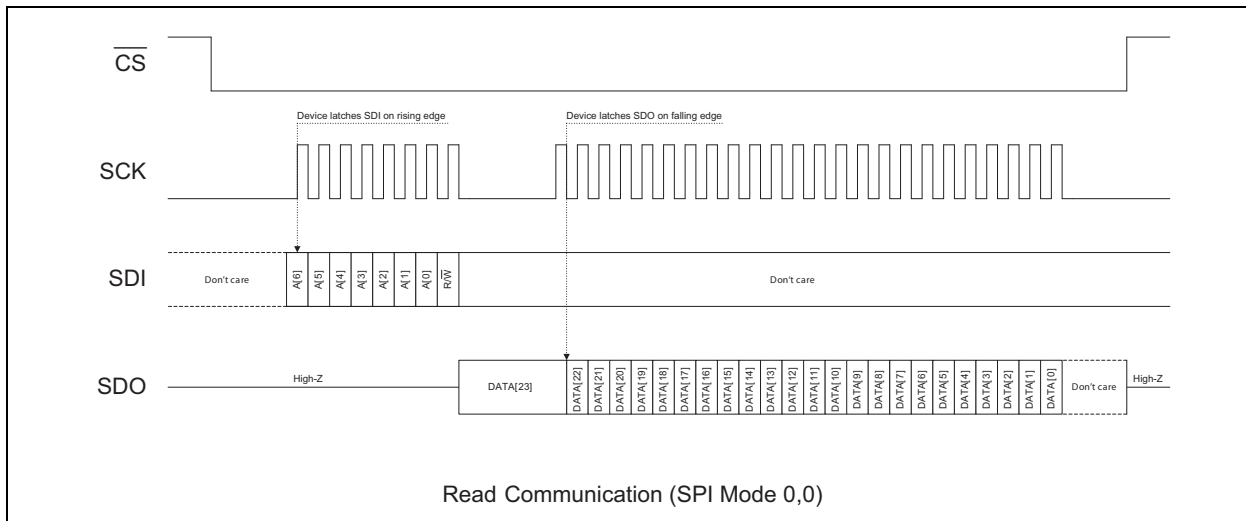 CS
Device latches SDI on rising edge
Device latches SDO on falling edge
SCK
SDI
Don't care
A[6]
A[5]
A[4]
A[3]
A[2]
A[1]
A[0]
R/W
Don't care
SDO
High-Z
DATA[23]
DATA[22]
DATA[21]
DATA[20]
DATA[19]
DATA[18]
DATA[17]
DATA[16]
DATA[15]
DATA[14]
DATA[13]
DATA[12]
DATA[11]
DATA[10]
DATA[9]
DATA[8]
DATA[7]
DATA[6]
DATA[5]
DATA[4]
DATA[3]
DATA[2]
DATA[1]
DATA [0]
Don't care
High-Z
Read Communication (SPI Mode 0,0)